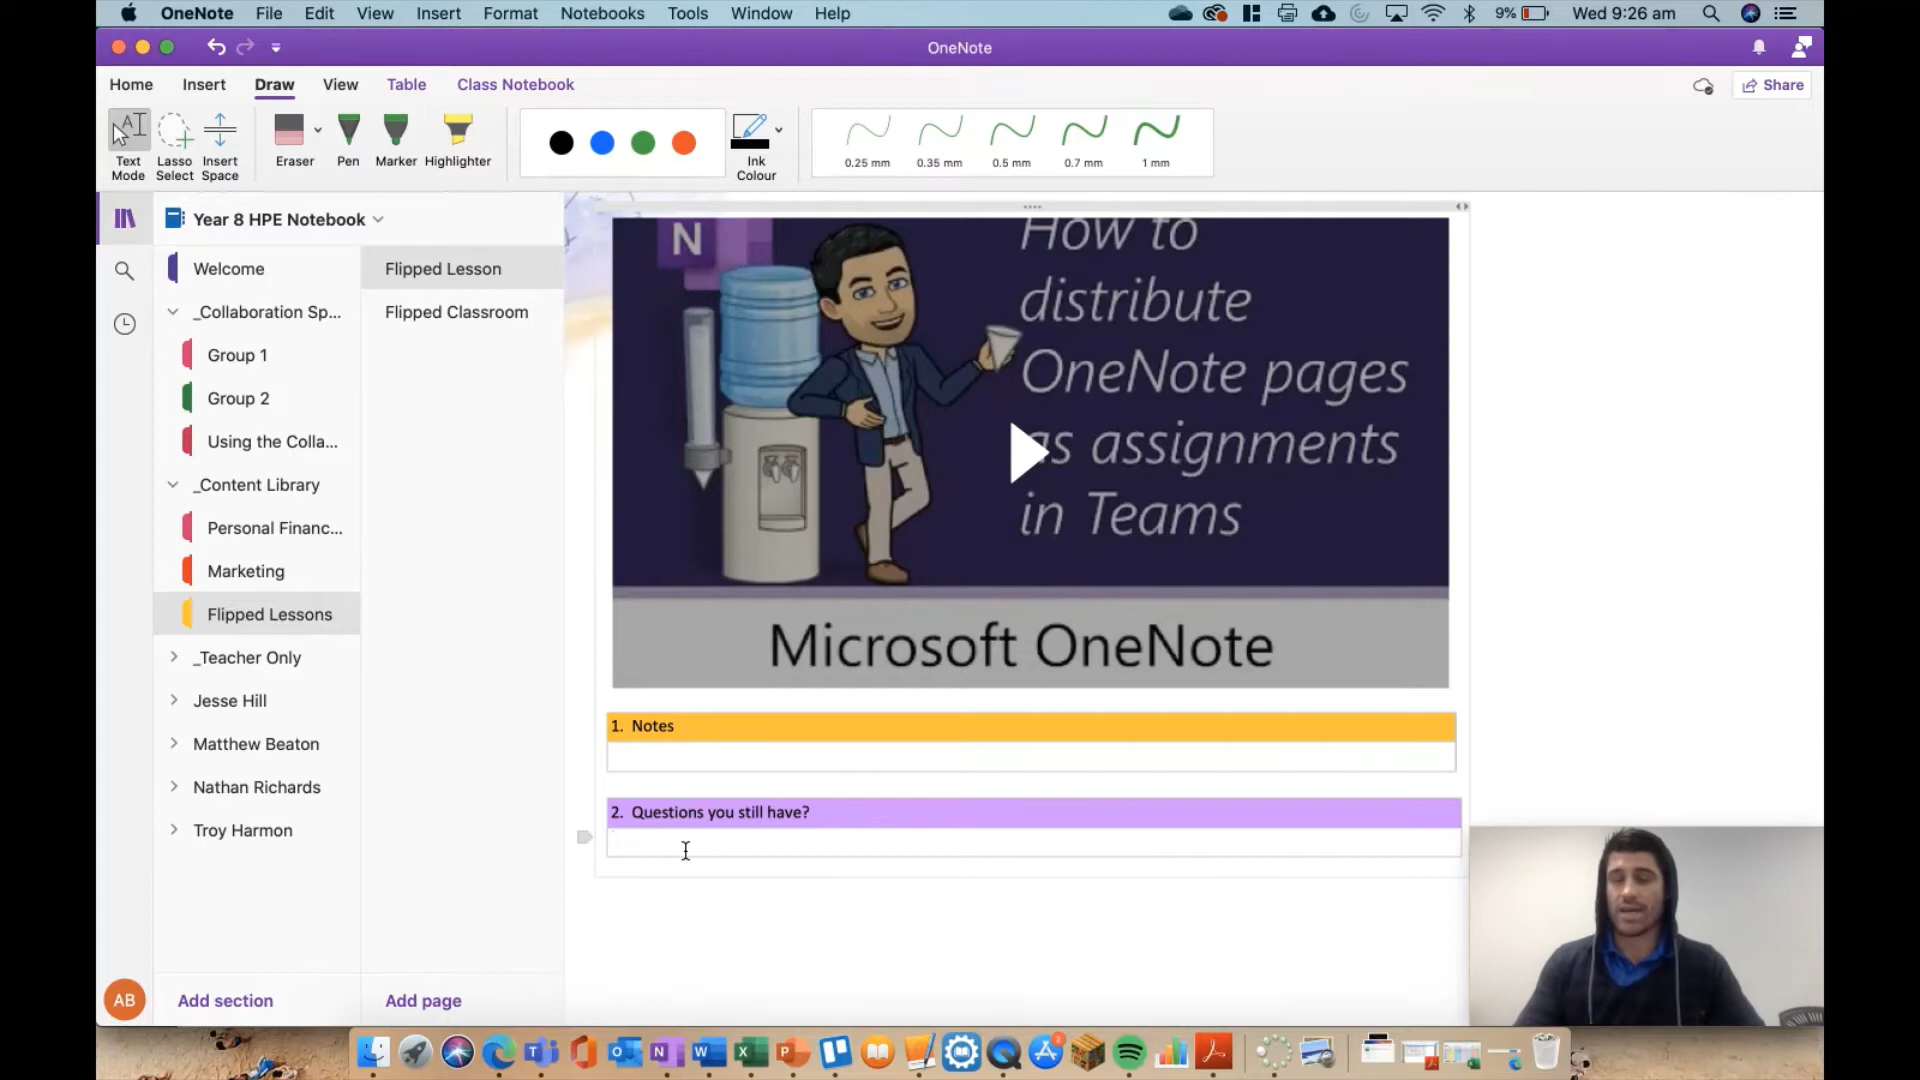 OneNote File Edit View Insert Format Notebooks Tools Window Help 9% Wed 9:26 am
OneNote
Home Insert Draw View Table Class Notebook Share
Text Mode
Lasso Select
Insert Space
Eraser
Pen
Marker
Highlighter
Ink Colour
0.25 mm 0.35 mm 0.5 mm 0.7 mm 1 mm
Year 8 HPE Notebook
Welcome
_Collaboration Sp...
Group 1
Group 2
Using the Colla...
_Content Library
Personal Financ...
Marketing
Flipped Lessons
_Teacher Only
Jesse Hill
Matthew Beaton
Nathan Richards
Troy Harmon
Add section
AB
Flipped Lesson
Flipped Classroom
Add page
N
How to
distribute
OneNote pages
as assignments
in Teams
Microsoft OneNote
1. Notes
2. Questions you still have?